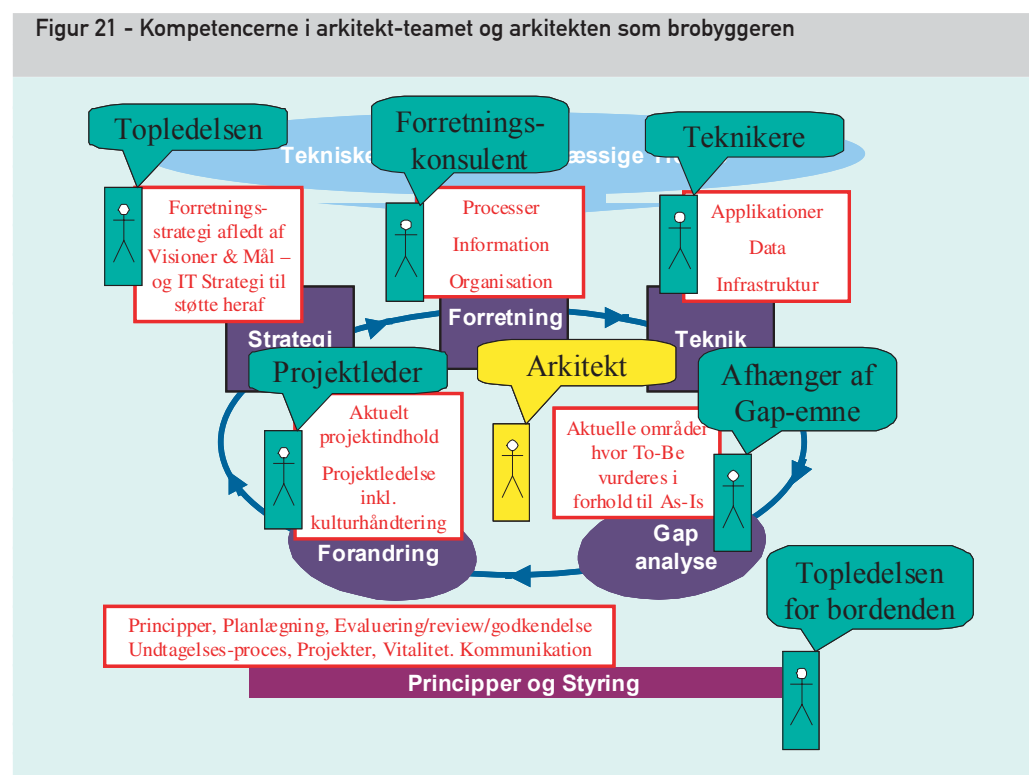 Figur 21 - Kompetencerne i arkitekt-teamet og arkitekten som brobyggeren
Topledelsen
Forretnings-
konsulent
Teknikere
Forretnings-
strategi afledt af
Visioner & Mål –
og IT Strategi til
støtte heraf
Processer
Information
Organisation
Applikationer
Data
Infrastruktur
Strategi
Forretning
Teknik
Projektleder
Arkitekt
Afhænger af
Gap-emne
Aktuelt
projektindhold
Projektledelse
inkl.
kulturhåndtering
Aktuelle områder
hvor To-Be
vurderes i
forhold til As-Is
Forandring
Gap
analyse
Topledelsen
for bordenden
Principper, Planlægning, Evaluering/review/godkendelse
Undtagelses-proces, Projekter, Vitalitet. Kommunikation
Principper og Styring